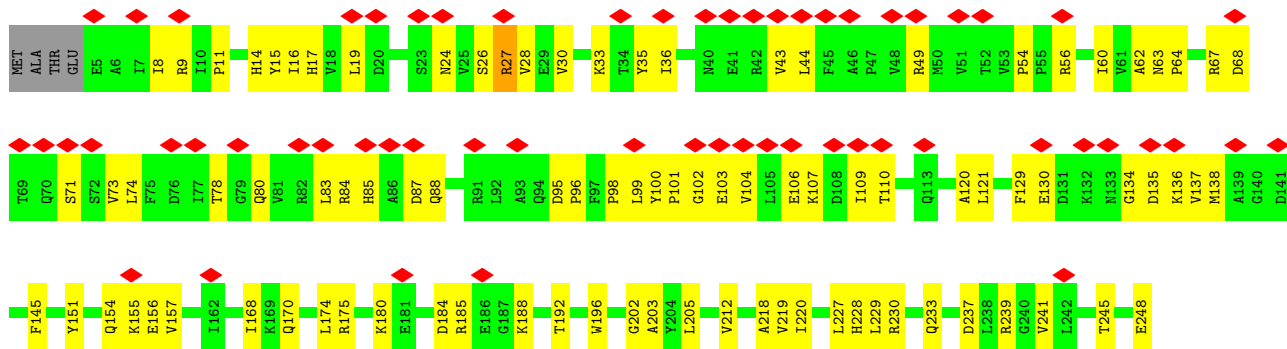 MET ALA THR GLU E5 A6 I7 I8 R9 I10 P11 H14 Y15 I16 H17 V18 L19 D20 S23 N24 V25 S26 R27 V28 E29 V30 K33 T34 Y35 I36 N40 E41 R42 V43 L44 F45 A46 P47 V48 R49 M50 V51 T52 V53 P54 P55 R56 I60 V61 A62 N63 P64 R67 D68
T69 Q70 S71 S72 V73 L74 F75 D76 I77 T78 G79 Q80 V81 R82 L83 R84 H85 A86 D87 Q88 R91 L92 A93 Q94 D95 P96 F97 P98 L99 Y100 P101 G102 E103 V104 L105 E106 K107 D108 I109 T110 Q113 A120 L121 F129 E130 D131 K132 N133 G134 D135 K136 V137 M138 A139 G140 D141
F145 Y151 Q154 K155 E156 V157 I162 I168 K169 Q170 L174 R175 K180 E181 D184 R185 E186 G187 K188 T192 W196 G202 A203 Y204 L205 V212 A218 V219 I220 L227 H228 L229 R230 Q233 D237 L238 R239 G240 V241 L242 T245 E248